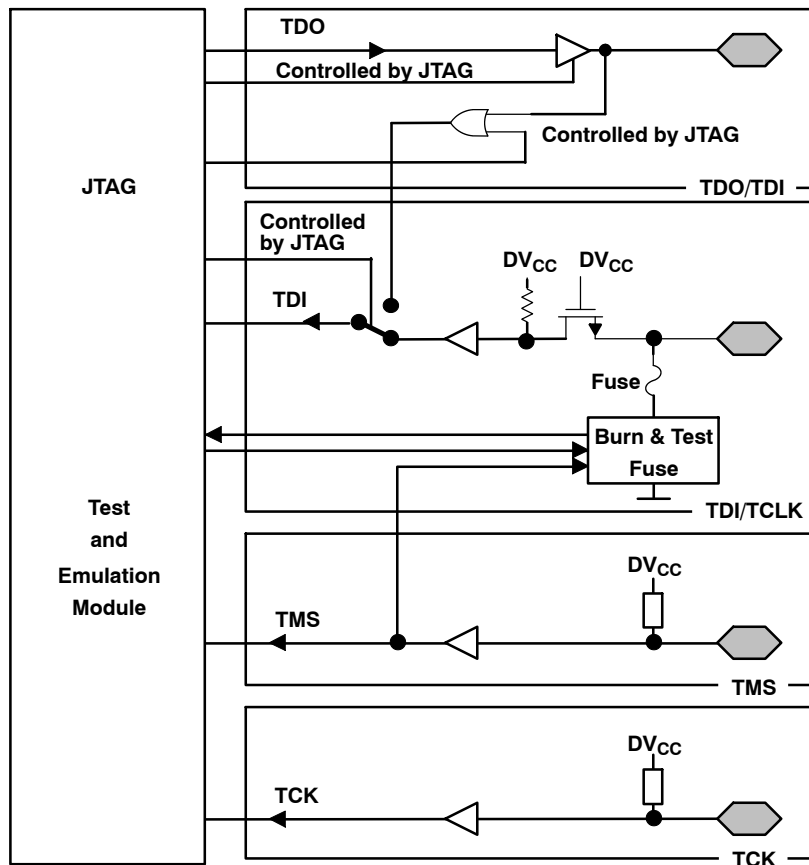 TDO
Controlled by JTAG
Controlled by JTAG
JTAG
TDO/TDI
Controlled
by JTAG
DVCC
DVCC
TDI
Fuse
Burn & Test
Fuse
TDI/TCLK
Test
and
Emulation
Module
DVCC
TMS
TMS
DVCC
TCK
TCK